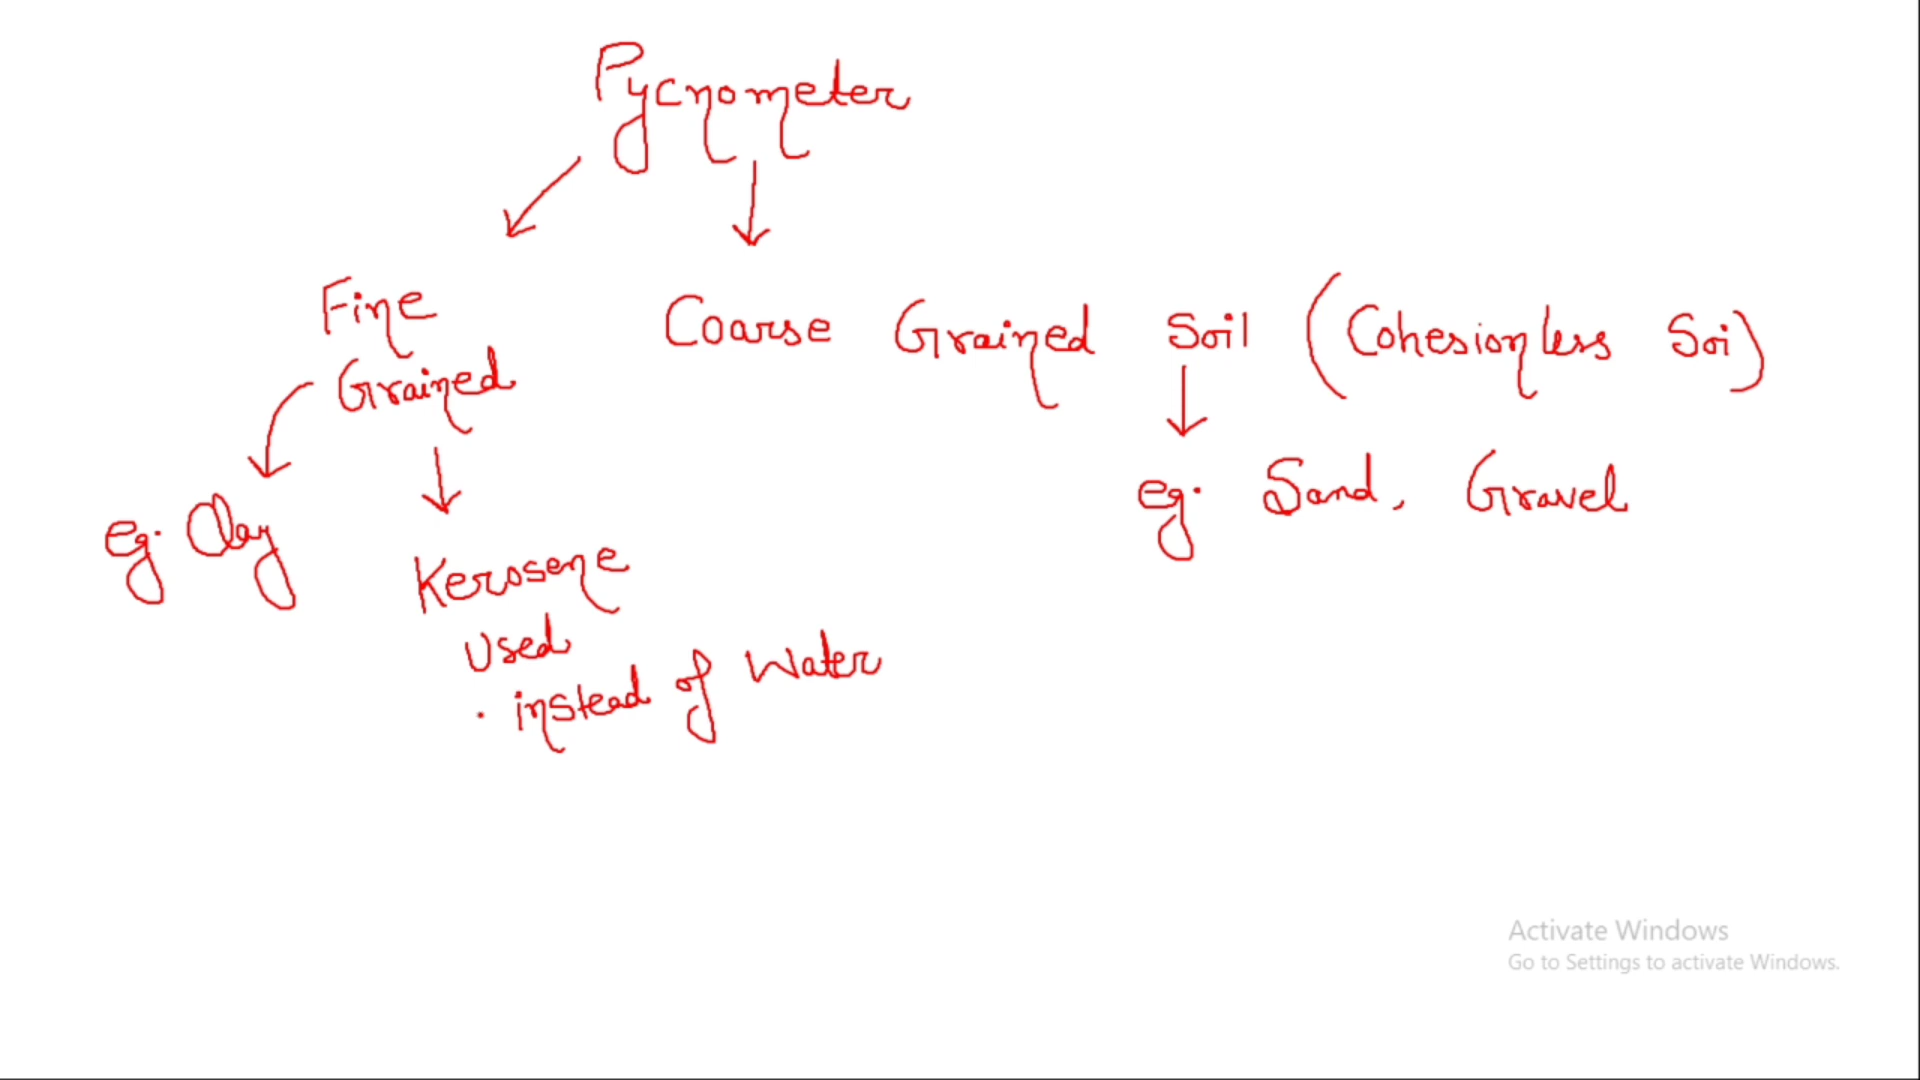 Pycnometer
Fine
Grained
Coarse Grained Soil (Cohesionless Soi)
eg. Clay
eg. Sand, Gravel
Kerosene
Used
. instead of Water
Activate Windows
Go to Settings to activate Windows.